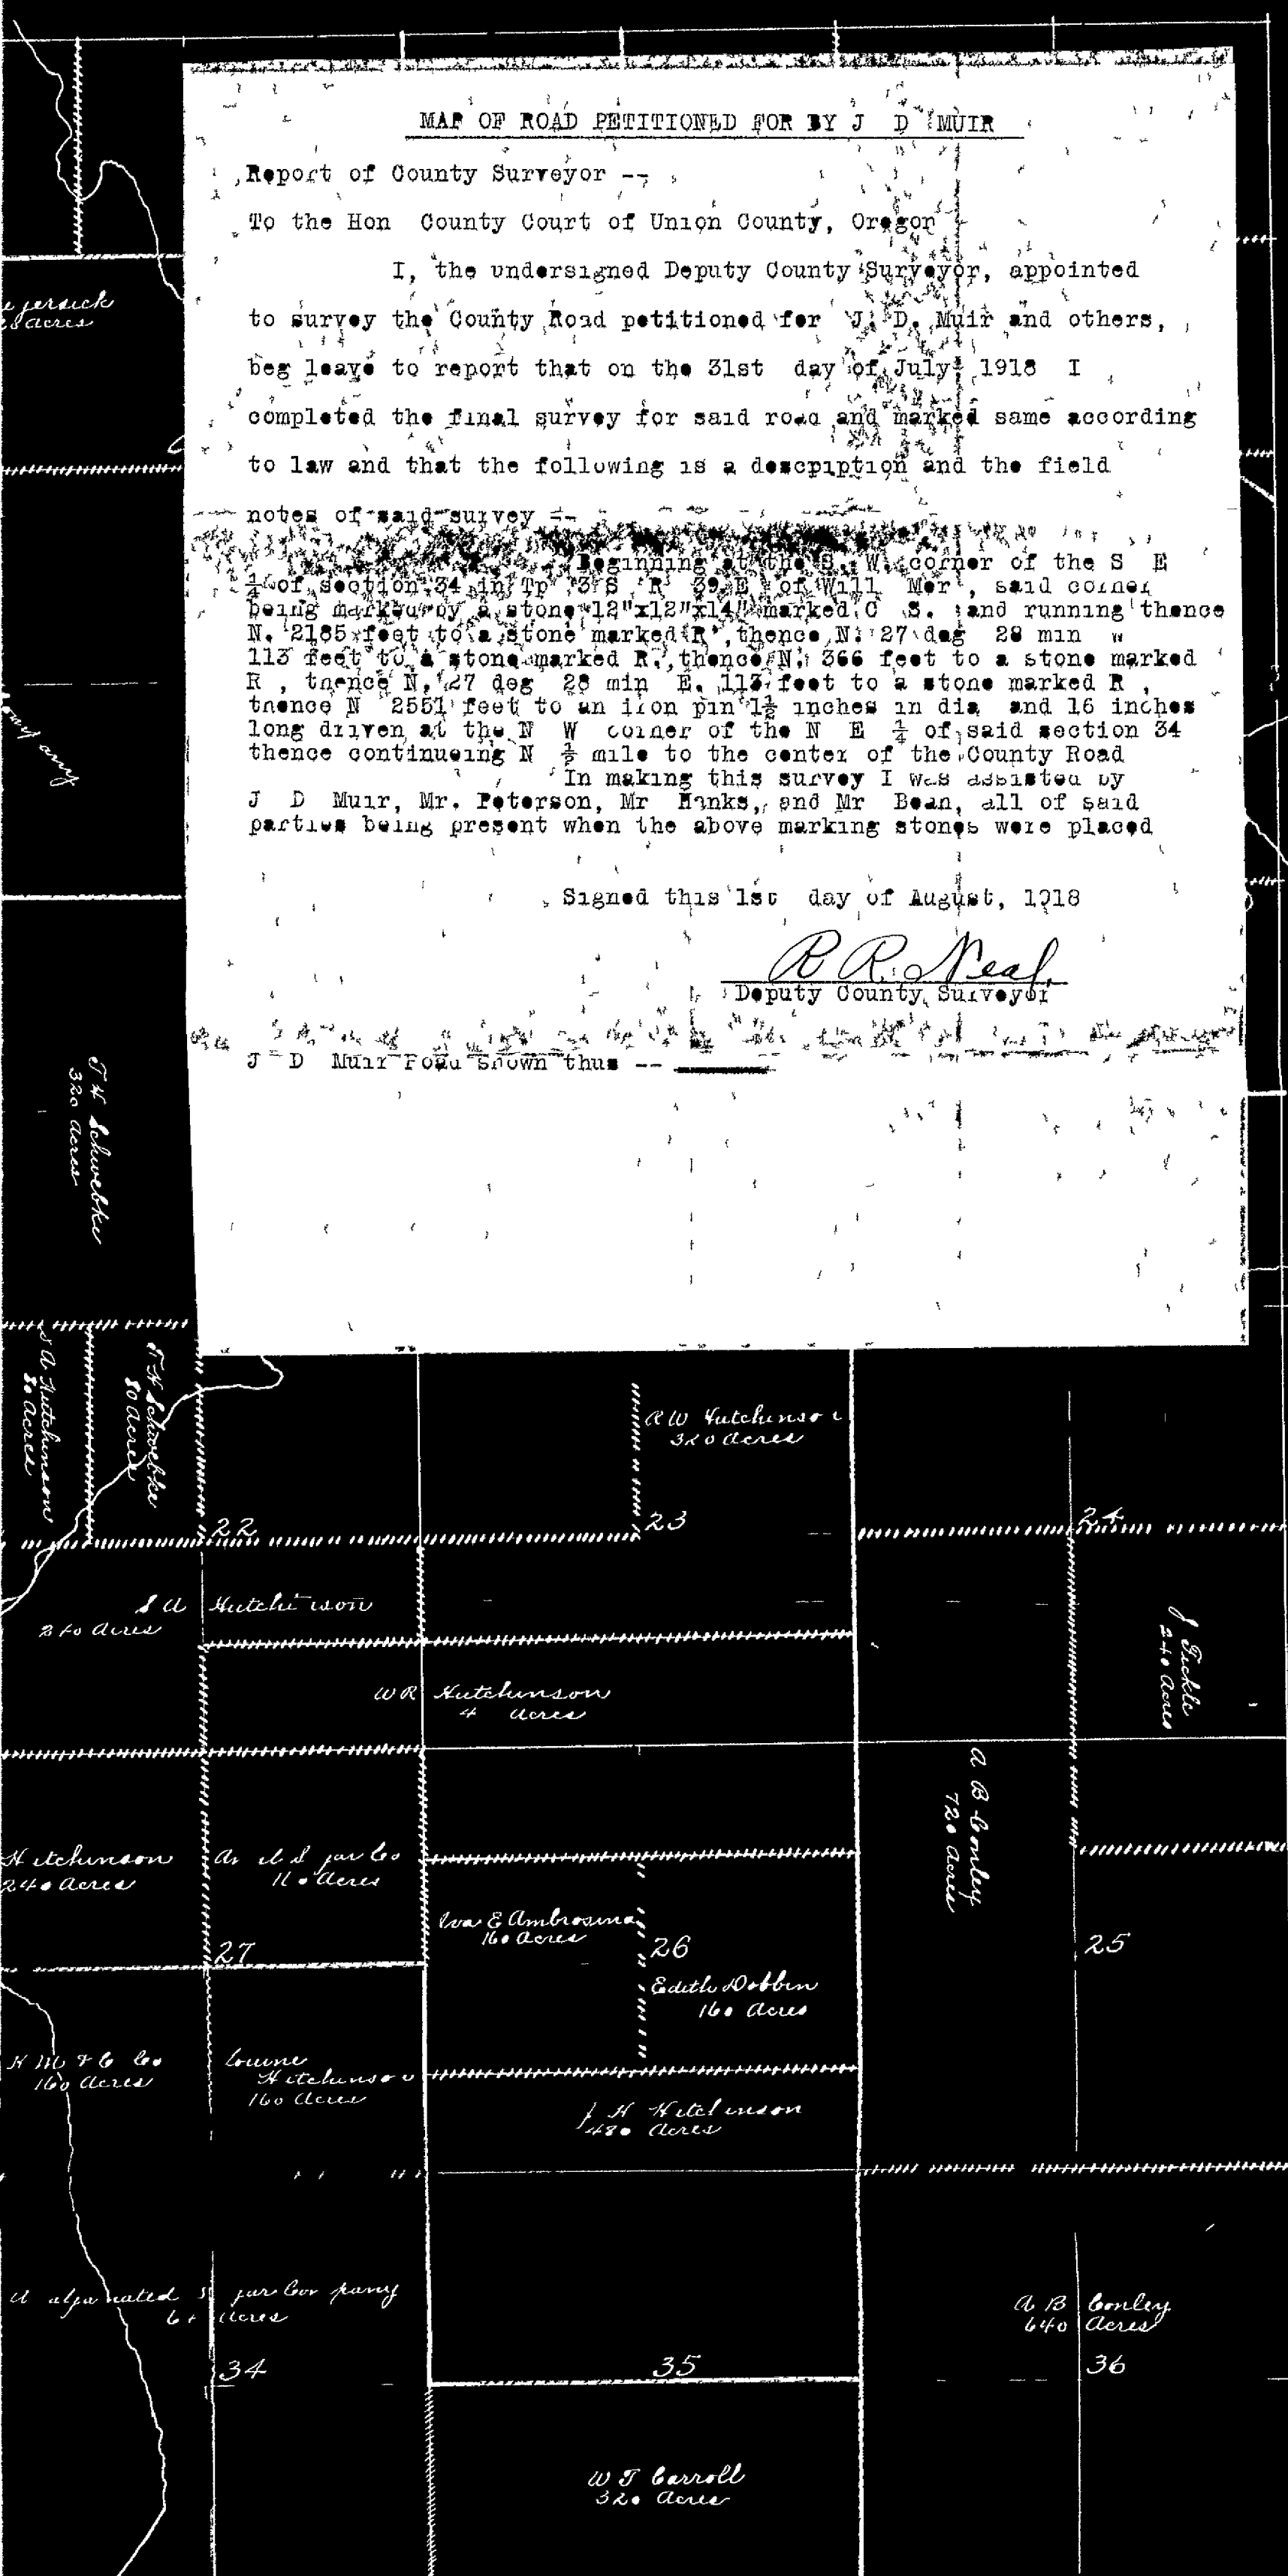 MAP OF ROAD PETITIONED FOR BY J D MUIR
Report of County Surveyor --
To the Hon County Court of Union County, Oregon
I, the undersigned Deputy County Surveyor, appointed
to survey the County Road petitioned for J. D. Muir and others,
beg leave to report that on the 31st day of July 1918 I
completed the final survey for said road and marked same according
to law and that the following is a descpiption and the field
notes of said survey --
Beginning at the S. W. corner of the S E
¼ of section 34 in Tp 3 S R 39 E of Will Mer, said corner
being marked by a stone 12"x12"x14" marked C S. and running thence
N. 2185 feet to a stone marked R, thence N. 27 deg 28 min w
113 feet to a stone marked R., thence N. 366 feet to a stone marked
R, thence N. 27 deg 28 min E. 113 feet to a stone marked R,
thence N 2551 feet to an iron pin 1½ inches in dia and 16 inches
long driven at the N W corner of the N E ¼ of said section 34
thence continueing N ½ mile to the center of the County Road
In making this survey I was assisted by
J D Muir, Mr. Peterson, Mr Hanks, and Mr Bean, all of said
parties being present when the above marking stones were placed
Signed this 1st day of August, 1918
R R. Neal.
Deputy County Surveyor
J D Muir Road shown thus --
acres
T H Schwebke
320 acres
S A Hutchinson
80 acres
T H Schwebke
80 acres
R W Hutchinson
320 acres
22
23
24
S A Hutchinson
240 acres
J Tickle
240 acres
W R Hutchinson
4 acres
A B Conley
720 acres
Hutchinson
240 acres
acres
Iva E Ambrosma
160 acres
27
26
25
Edith Dobbin
160 acres
160 acres
Hutchinson
160 acres
J H Hutchinson
480 acres
acres
A B Conley
640 acres
34
35
36
W T Carroll
320 acres